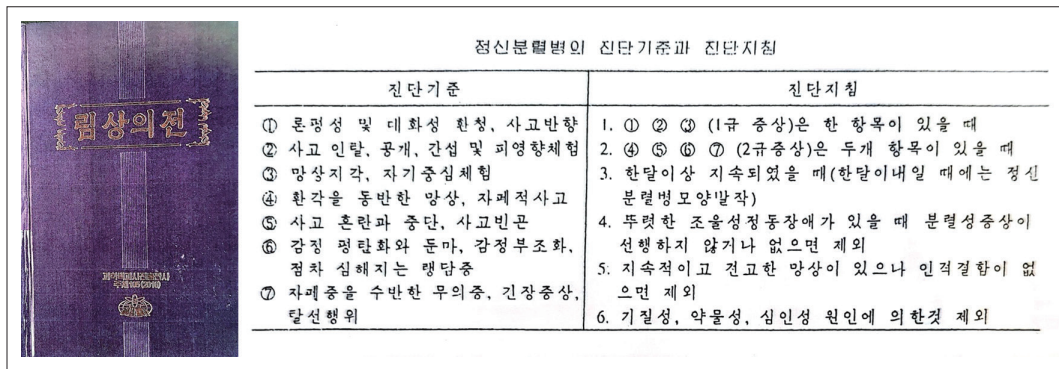 림상의전
주체105(2016)
정신분렬병의 진단기준과 진단지침
진단기준
① 론평성 및 대화성 환청, 사고반향
② 사고 인탈, 공개, 간섭 및 피영향체험
③ 망상지각, 자기중심체험
④ 환각을 동반한 망상, 자페적사고
⑤ 사고 혼란과 중단, 사고빈곤
⑥ 감정 평탄화와 둔마, 감정부조화,
점차 심해지는 랭담증
⑦ 자페증을 수반한 무의증, 긴장증상,
탈선행위
진단지침
1. ① ② ③ (1규 증상)은 한 항목이 있을 때
2. ④ ⑤ ⑥ ⑦ (2규증상)은 두개 항목이 있을 때
3. 한달이상 지속되였을 때(한달이내일 때에는 정신
분렬병모양발작)
4. 뚜렷한 조울성정동장애가 있을 때 분렬성증상이
선행하지 않거나 없으면 제외
5. 지속적이고 견고한 망상이 있으나 인격결함이 없
으면 제외
6. 기질성, 약물성, 심인성 원인에 의한것 제외